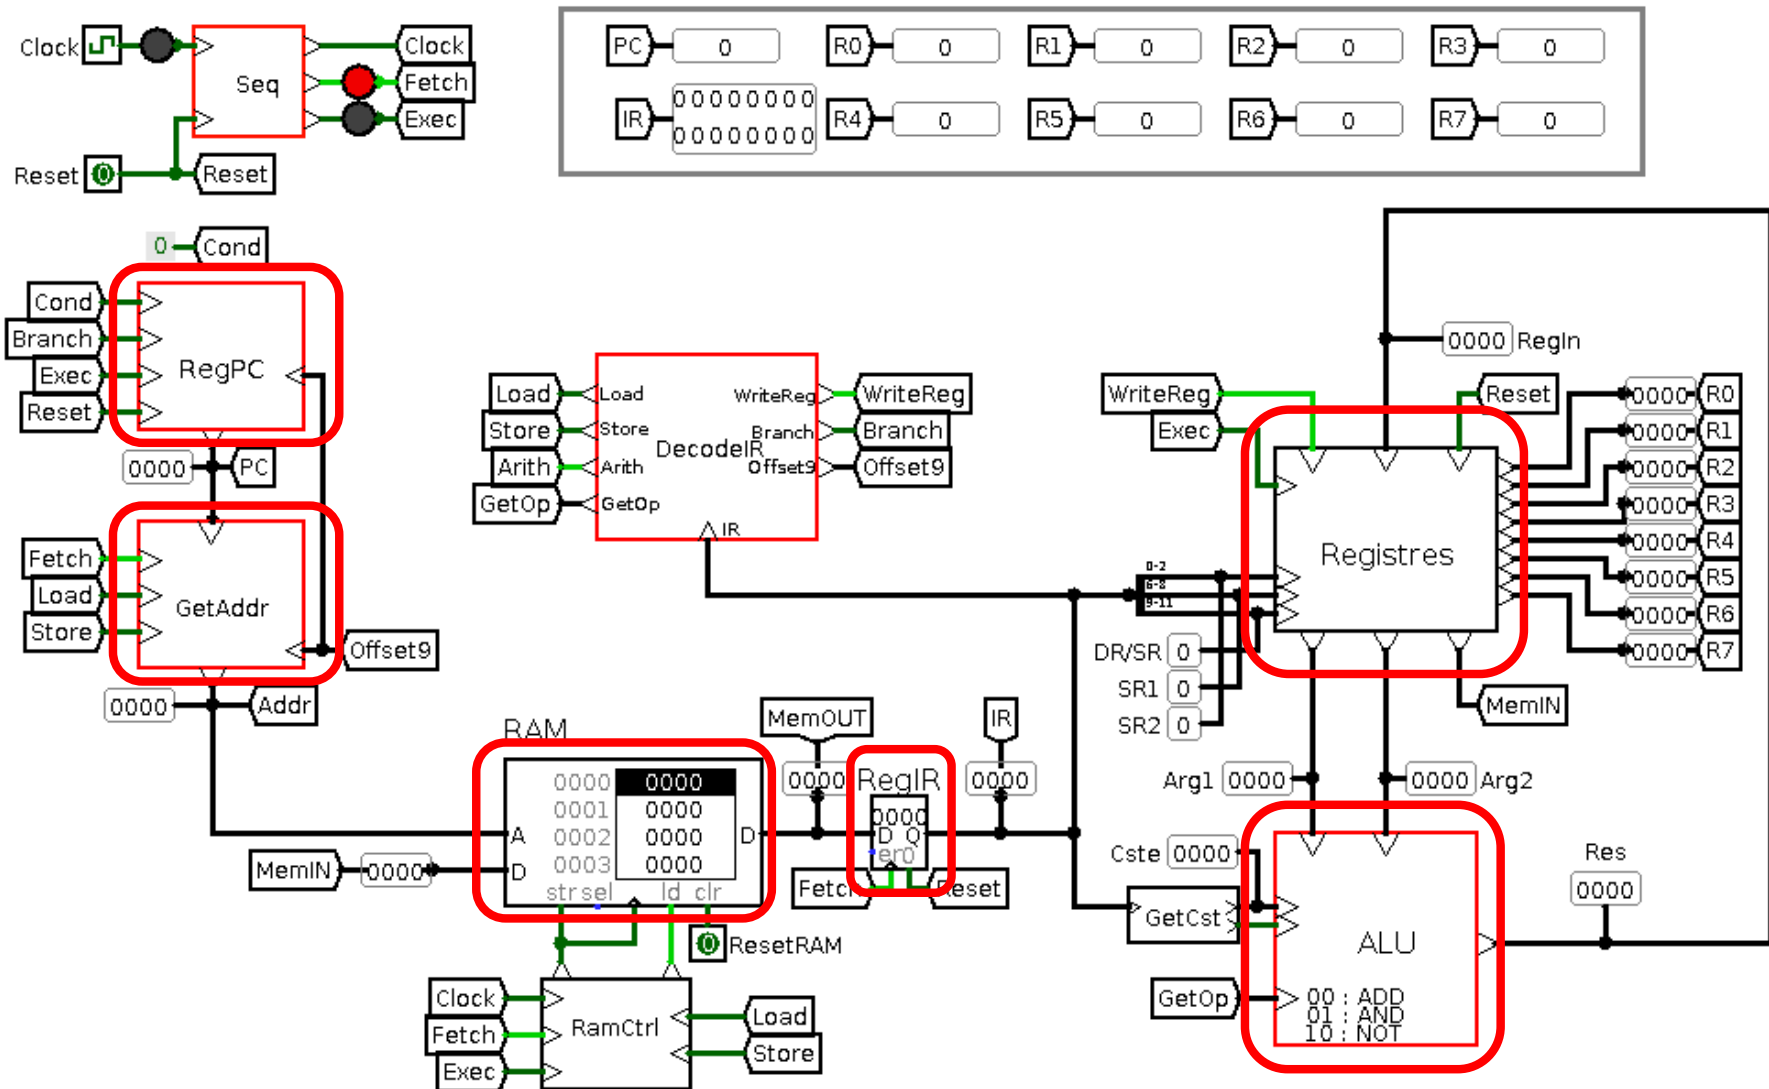 Clock
Seq
Clock
Fetch
Exec
Reset
0
Reset
PC 0 R0 0 R1 0 R2 0 R3 0
IR 00000000
00000000
R4 0 R5 0 R6 0 R7 0
0 Cond
Cond
Branch
Exec
Reset
RegPC
0000 PC
Fetch
Load
Store
GetAddr
Offset9
0000 Addr
Load
Store
Arith
GetOp
Load
Store
Arith
GetOp
DecodeIR
WriteReg
Branch
Offset9
IR
WriteReg
Branch
Offset9
0000 RegIn
WriteReg
Exec
Reset
Registres
0-2
6-8
9-11
DR/SR 0
SR1 0
SR2 0
0000 R0
0000 R1
0000 R2
0000 R3
0000 R4
0000 R5
0000 R6
0000 R7
MemIN
RAM
0000 0000
0001 0000
0002 0000
0003 0000
A
D
D
str sel ld clr
MemIN 0000
MemOUT
0000
RegIR
0000
D Q
en 0
Fetch
Reset
IR
0000
0 ResetRAM
Clock
Fetch
Exec
RamCtrl
Load
Store
Arg1 0000
0000 Arg2
Cste 0000
GetCst
GetOp
ALU
00 : ADD
01 : AND
10 : NOT
Res
0000